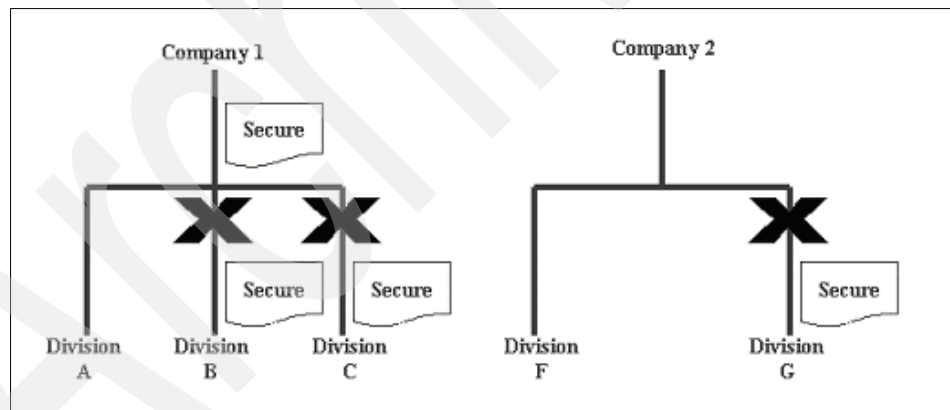 Company 1
Company 2
Secure
Secure
Secure
Secure
Division
A
Division
B
Division
C
Division
F
Division
G